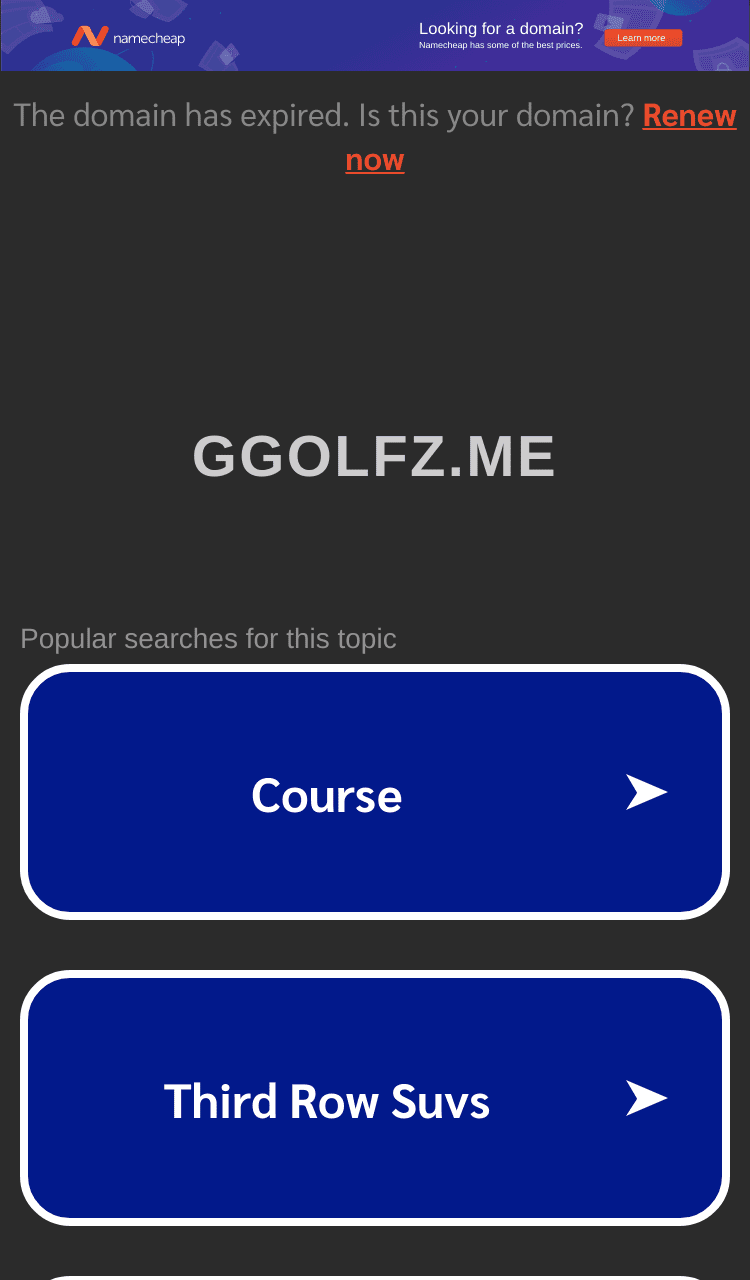 namecheap
Looking for a domain?
Namecheap has some of the best prices.
Learn more
The domain has expired. Is this your domain? Renew
now
GGOLFZ.ME
Popular searches for this topic
Course
Third Row Suvs